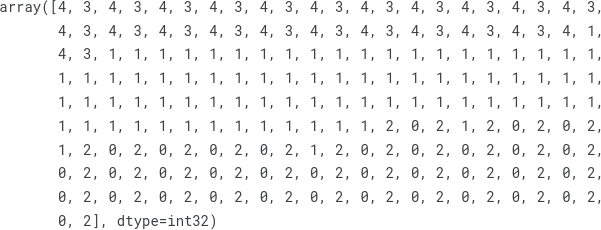 array([4, 3, 4, 3, 4, 3, 4, 3, 4, 3, 4, 3, 4, 3, 4, 3, 4, 3, 4, 3, 4, 3,
4, 3, 4, 3, 4, 3, 4, 3, 4, 3, 4, 3, 4, 3, 4, 3, 4, 3, 4, 3, 4, 1,
4, 3, 1, 1, 1, 1, 1, 1, 1, 1, 1, 1, 1, 1, 1, 1, 1, 1, 1, 1, 1, 1,
1, 1, 1, 1, 1, 1, 1, 1, 1, 1, 1, 1, 1, 1, 1, 1, 1, 1, 1, 1, 1, 1,
1, 1, 1, 1, 1, 1, 1, 1, 1, 1, 1, 1, 1, 1, 1, 1, 1, 1, 1, 1, 1, 1,
1, 1, 1, 1, 1, 1, 1, 1, 1, 1, 1, 1, 1, 2, 0, 2, 1, 2, 0, 2, 0, 2,
1, 2, 0, 2, 0, 2, 0, 2, 0, 2, 1, 2, 0, 2, 0, 2, 0, 2, 0, 2, 0, 2,
0, 2, 0, 2, 0, 2, 0, 2, 0, 2, 0, 2, 0, 2, 0, 2, 0, 2, 0, 2, 0, 2,
0, 2, 0, 2, 0, 2, 0, 2, 0, 2, 0, 2, 0, 2, 0, 2, 0, 2, 0, 2, 0, 2,
0, 2], dtype=int32)